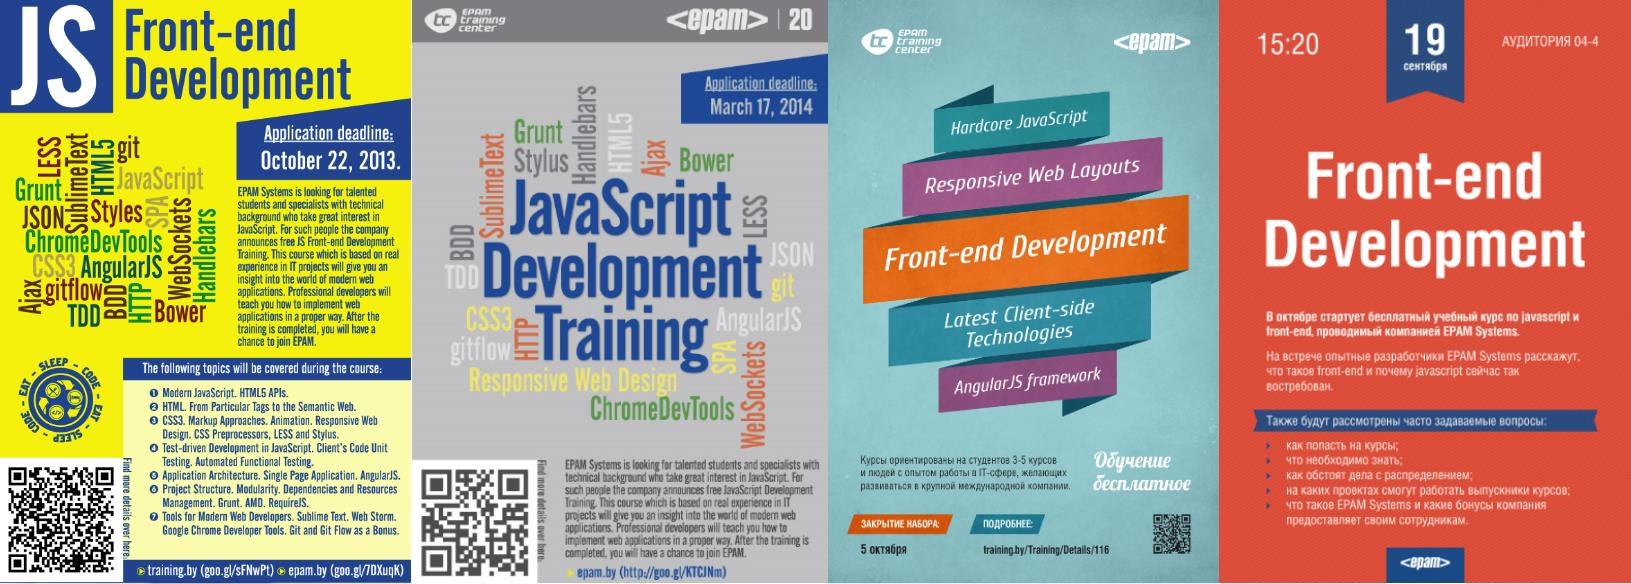 JS
Front-end
Development
Application deadline:
October 22, 2013.
LESS
SublimeText
HTML5
git
JavaScript
Grunt
JSON
Styles
SPA
WebSockets
Handlebars
ChromeDevTools
CSS3
AngularJS
Ajax
gitflow
BDD
HTTP
TDD
Bower
EPAM Systems is looking for talented
students and specialists with technical
background who take great interest in
JavaScript. For such people the company
announces free JS Front-end Development
Training. This course which is based on real
experience in IT projects will give you an
insight into the world of modern web
applications. Professional developers will
teach you how to implement web
applications in a proper way. After the
training is completed, you will have a
chance to join EPAM.
EAT - SLEEP - CODE - EAT - SLEEP - CODE -
The following topics will be covered during the course:
1 Modern JavaScript. HTML5 APIs.
2 HTML. From Particular Tags to the Semantic Web.
3 CSS3. Markup Approaches. Animation. Responsive Web
Design. CSS Preprocessors, LESS and Stylus.
4 Test-driven Development in JavaScript. Client's Code Unit
Testing. Automated Functional Testing.
5 Application Architecture. Single Page Application. AngularJS.
6 Project Structure. Modularity. Dependencies and Resources
Management. Grunt. AMD. RequireJS.
7 Tools for Modern Web Developers. Sublime Text. Web Storm.
Google Chrome Developer Tools. Git and Git Flow as a Bonus.
Find more details over here:
training.by (goo.gl/sFNwPt) epam.by (goo.gl/7DXuqK)
tc EPAM
training
center
<epam> | 20
Application deadline:
March 17, 2014
SublimeText
Grunt
Stylus
Handlebars
HTML5
Ajax
Bower
JavaScript
Development
Training
BDD
TDD
LESS
JSON
git
CSS3
HTTP
gitflow
AngularJS
SPA
WebSockets
Responsive Web Design
ChromeDevTools
Find more details over here:
EPAM Systems is looking for talented students and specialists with
technical background who take great interest in JavaScript. For
such people the company announces free JavaScript Development
Training. This course which is based on real experience in IT
projects will give you an insight into the world of modern web
applications. Professional developers will teach you how to
implement web applications in a proper way. After the training is
completed, you will have a chance to join EPAM.
epam.by (http://goo.gl/KTCJNm)
tc EPAM
training
center
<epam>
Hardcore JavaScript
Responsive Web Layouts
Front-end Development
Latest Client-side
Technologies
AngularJS framework
Курсы ориентированы на студентов 3-5 курсов
и людей с опытом работы в IT-сфере, желающих
развиваться в крупной международной компании.
Обучение
бесплатное
ЗАКРЫТИЕ НАБОРА:
5 октября
ПОДРОБНЕЕ:
training.by/Training/Details/116
15:20
19
сентября
АУДИТОРИЯ 04-4
Front-end
Development
В октябре стартует бесплатный учебный курс по javascript и
front-end, проводимый компанией EPAM Systems.
На встрече опытные разработчики EPAM Systems расскажут,
что такое front-end и почему javascript сейчас так
востребован.
Также будут рассмотрены часто задаваемые вопросы:
как попасть на курсы;
что необходимо знать;
как обстоят дела с распределением;
на каких проектах смогут работать выпускники курсов;
что такое EPAM Systems и какие бонусы компания
предоставляет своим сотрудникам.
<epam>